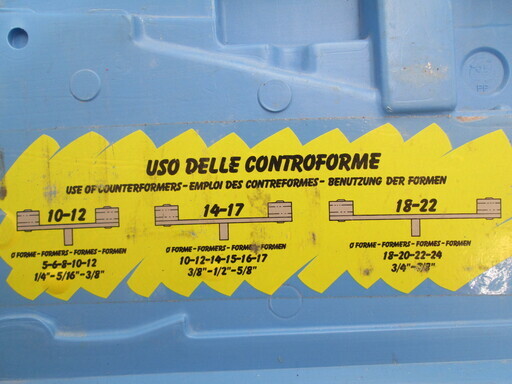 USO DELLE CONTROFORME
USE OF COUNTERFORMERS-EMPLOI DES CONTREFORMES-BENUTZUNG DER FORMEN
10-12
14-17
18-22
Ø FORME-FORMERS-FORMES-FORMEN
5-6-8-10-12
1/4"-5/16"-3/8"
Ø FORME-FORMERS-FORMES-FORMEN
10-12-14-15-16-17
3/8"-1/2"-5/8"
Ø FORME-FORMERS-FORMES-FORMEN
18-20-22-24
3/4"-7/8"